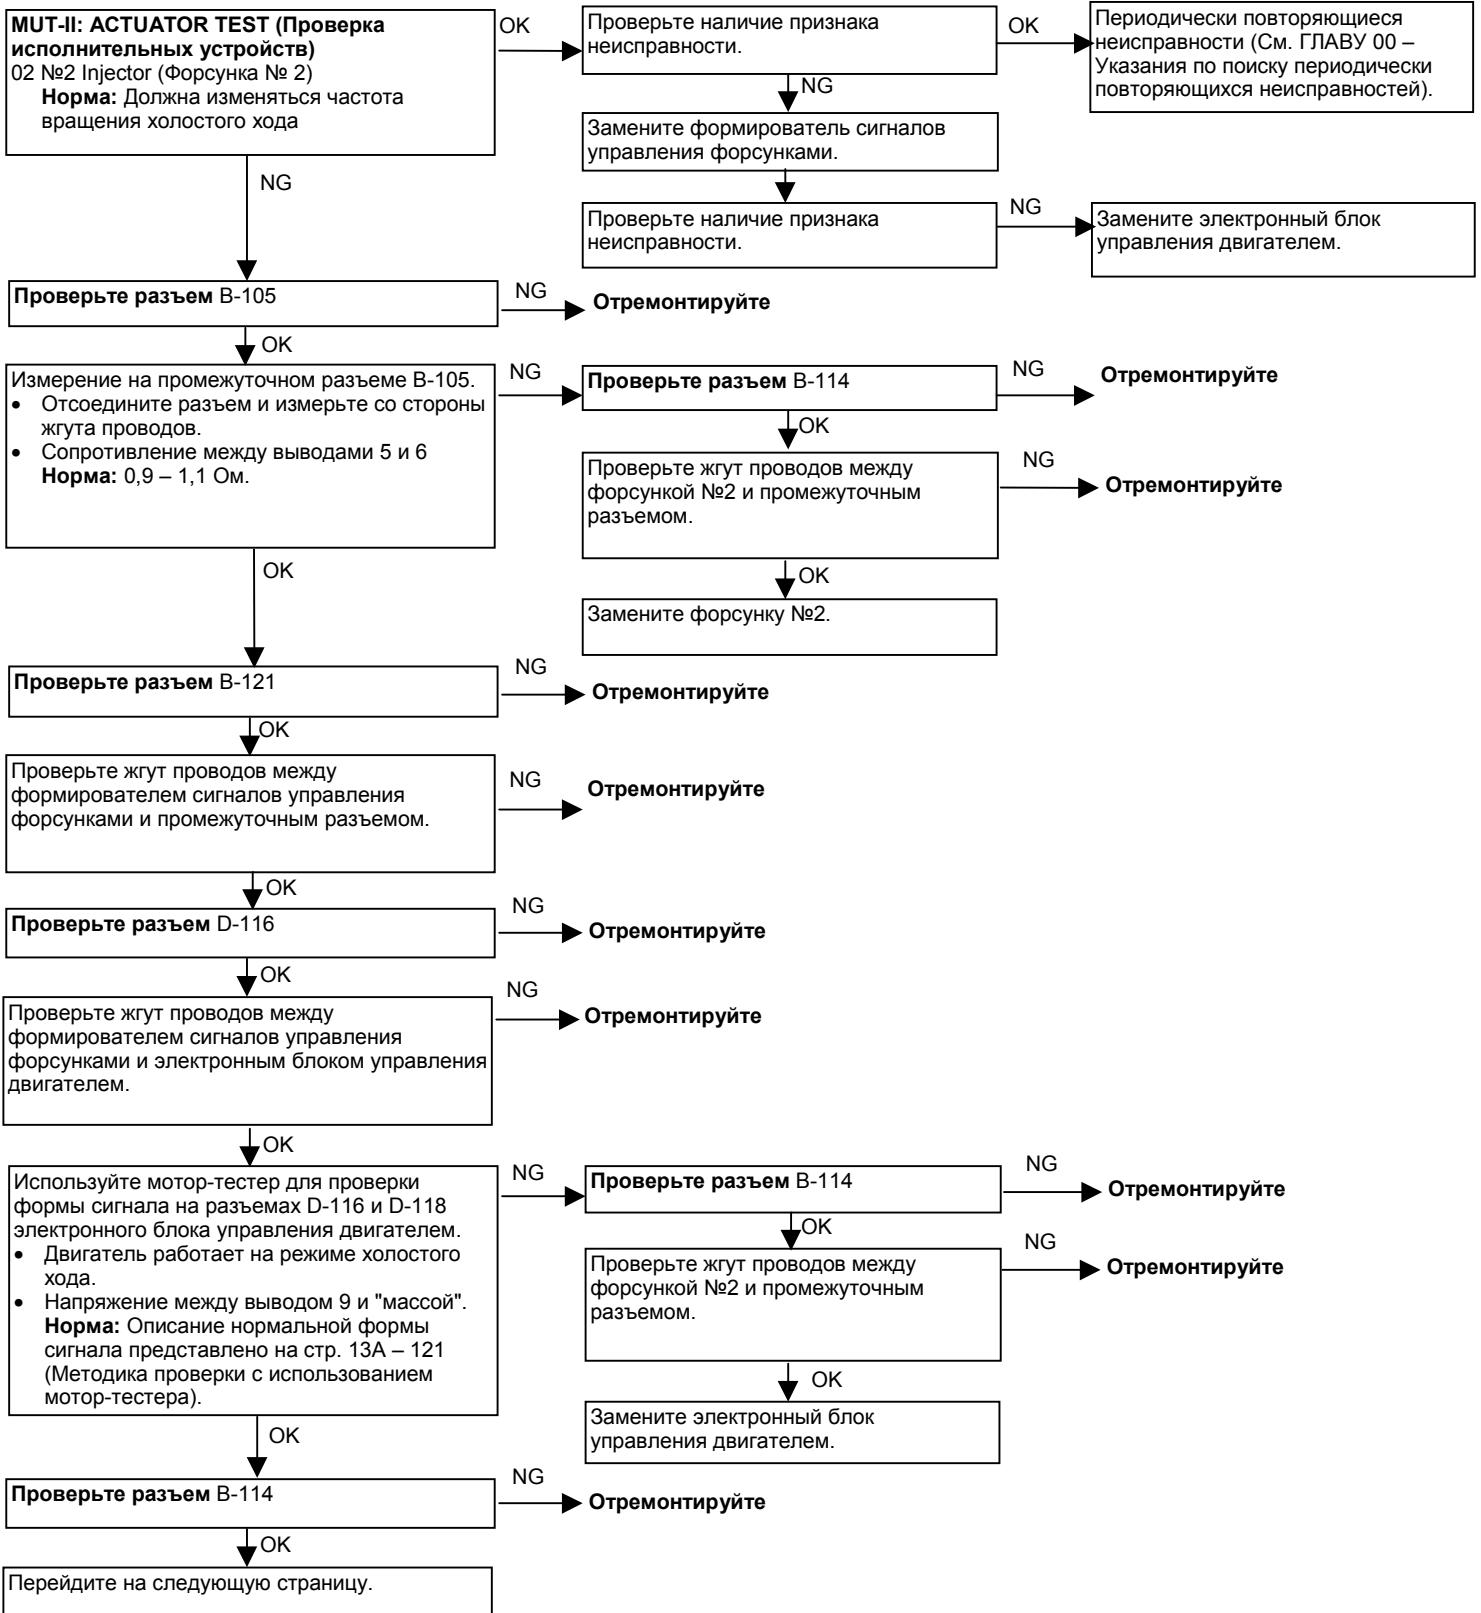 MUT-II: ACTUATOR TEST (Проверка
исполнительных устройств)
02 №2 Injector (Форсунка № 2)
Норма: Должна изменяться частота
вращения холостого хода
OK
Проверьте наличие признака
неисправности.
OK
Периодически повторяющиеся
неисправности (См. ГЛАВУ 00 –
Указания по поиску периодически
повторяющихся неисправностей).
NG
Замените формирователь сигналов
управления форсунками.
NG
Проверьте наличие признака
неисправности.
NG
Замените электронный блок
управления двигателем.
Проверьте разъем B-105
NG
Отремонтируйте
OK
Измерение на промежуточном разъеме B-105.
• Отсоедините разъем и измерьте со стороны
жгута проводов.
• Сопротивление между выводами 5 и 6
Норма: 0,9 – 1,1 Ом.
NG
Проверьте разъем B-114
NG
Отремонтируйте
OK
Проверьте жгут проводов между
форсункой №2 и промежуточным
разъемом.
NG
Отремонтируйте
OK
OK
Замените форсунку №2.
Проверьте разъем B-121
NG
Отремонтируйте
OK
Проверьте жгут проводов между
формирователем сигналов управления
форсунками и промежуточным разъемом.
NG
Отремонтируйте
OK
Проверьте разъем D-116
NG
Отремонтируйте
OK
Проверьте жгут проводов между
формирователем сигналов управления
форсунками и электронным блоком управления
двигателем.
NG
Отремонтируйте
OK
Используйте мотор-тестер для проверки
формы сигнала на разъемах D-116 и D-118
электронного блока управления двигателем.
• Двигатель работает на режиме холостого
хода.
• Напряжение между выводом 9 и "массой".
Норма: Описание нормальной формы
сигнала представлено на стр. 13A – 121
(Методика проверки с использованием
мотор-тестера).
NG
Проверьте разъем B-114
NG
Отремонтируйте
OK
Проверьте жгут проводов между
форсункой №2 и промежуточным
разъемом.
NG
Отремонтируйте
OK
Замените электронный блок
управления двигателем.
OK
Проверьте разъем B-114
NG
Отремонтируйте
OK
Перейдите на следующую страницу.